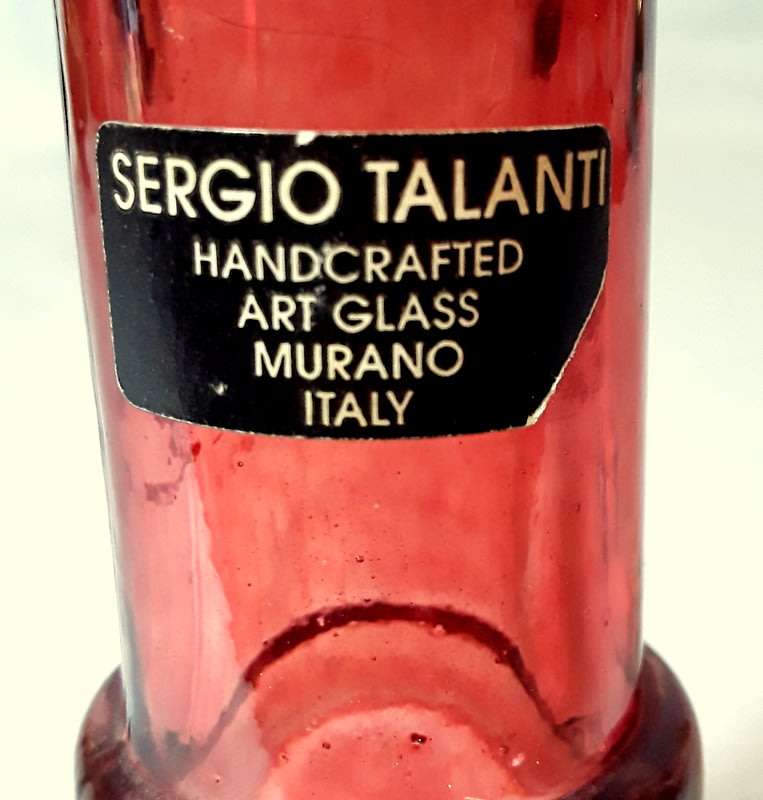 SERGIO TALANTI
HANDCRAFTED
ART GLASS
MURANO
ITALY